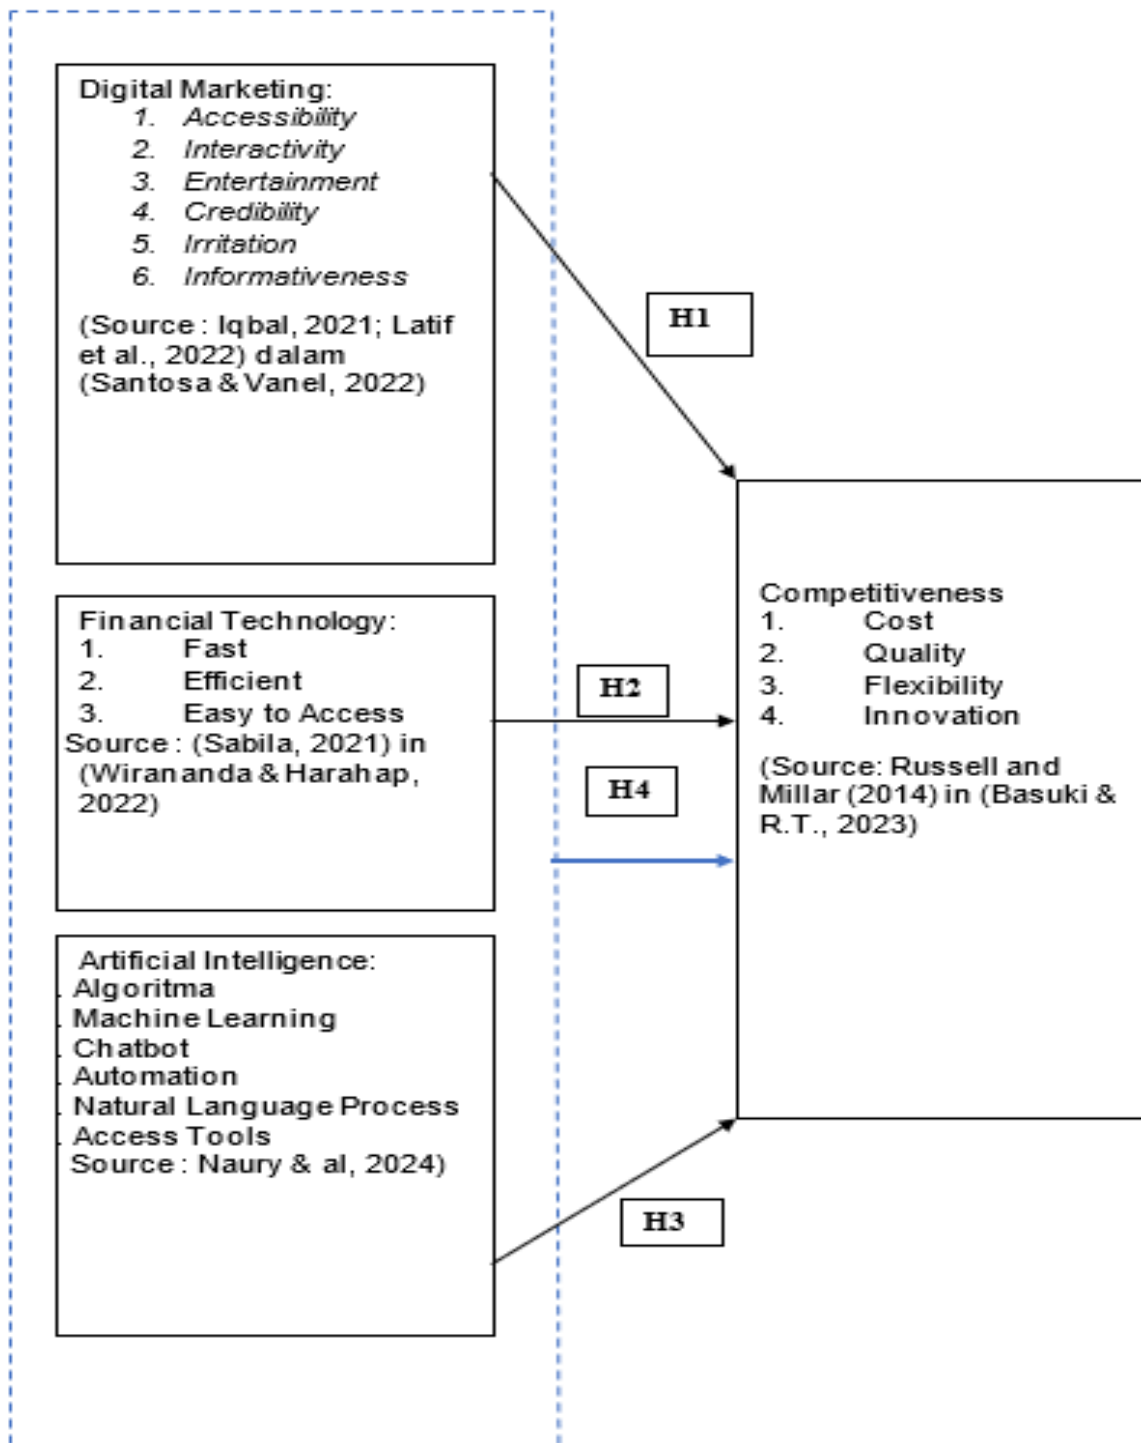 Digital Marketing:
1. Accessibility
2. Interactivity
3. Entertainment
4. Credibility
5. Irritation
6. Informativeness
(Source : Iqbal, 2021; Latif
et al., 2022) dalam
(Santosa & Vanel, 2022)
H1
Financial Technology:
1. Fast
2. Efficient
3. Easy to Access
Source : (Sabila, 2021) in
(Wirananda & Harahap,
2022)
H2
H4
Competitiveness
1. Cost
2. Quality
3. Flexibility
4. Innovation
(Source: Russell and
Millar (2014) in (Basuki &
R.T., 2023)
Artificial Intelligence:
. Algoritma
. Machine Learning
. Chatbot
. Automation
. Natural Language Process
. Access Tools
Source : Naury & al, 2024)
H3